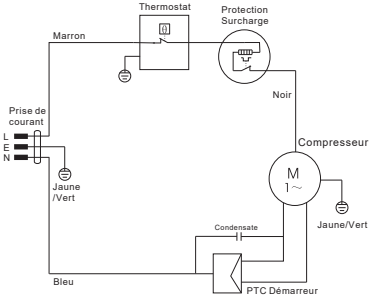 Thermostat
Protection
Surcharge
Marron
θ
Noir
Prise de
courant
L
E
N
Compresseur
M
1~
Jaune
/Vert
Jaune/Vert
Condensate
Bleu
PTC Démarreur